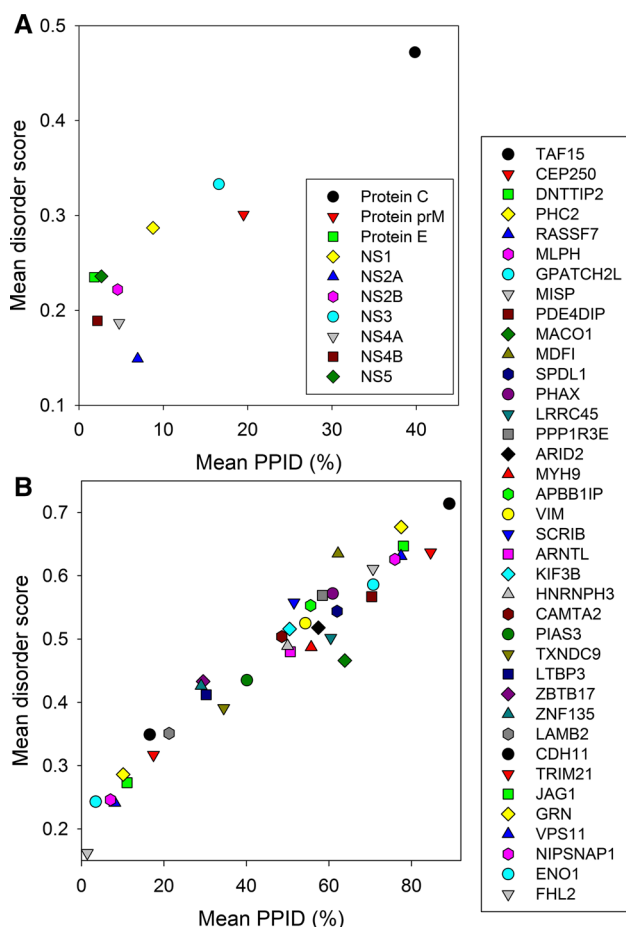 A
0.5
0.4
0.3
0.2
0.1
Mean disorder score
0
10
20
30
40
Mean PPID (%)
Protein C
Protein prM
Protein E
NS1
NS2A
NS2B
NS3
NS4A
NS4B
NS5
B
0.7
0.6
0.5
0.4
0.3
0.2
Mean disorder score
0
20
40
60
80
Mean PPID (%)
TAF15
CEP250
DNTTIP2
PHC2
RASSF7
MLPH
GPATCH2L
MISP
PDE4DIP
MACO1
MDFI
SPDL1
PHAX
LRRC45
PPP1R3E
ARID2
MYH9
APBB1IP
VIM
SCRIB
ARNTL
KIF3B
HNRNPH3
CAMTA2
PIAS3
TXNDC9
LTBP3
ZBTB17
ZNF135
LAMB2
CDH11
TRIM21
JAG1
GRN
VPS11
NIPSNAP1
ENO1
FHL2